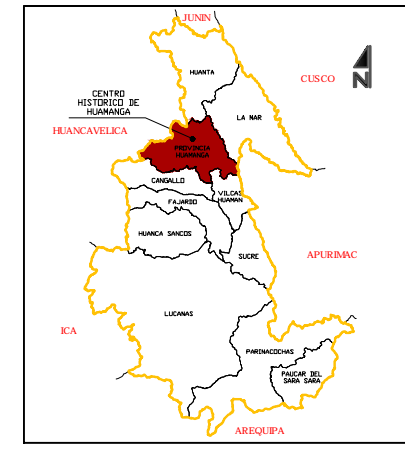 JUNIN
HUANTA
CUSCO
N
CENTRO
HISTORICO DE
HUAMANGA
LA MAR
HUANCAVELICA
PROVINCIA
HUAMANGA
CANGALLO
VILCAS
HUAMAN
FAJARDO
HUANCA SANCOS
SUCRE
APURIMAC
LUCANAS
ICA
PARINACOCHAS
PAUCAR DEL
SARA SARA
AREQUIPA